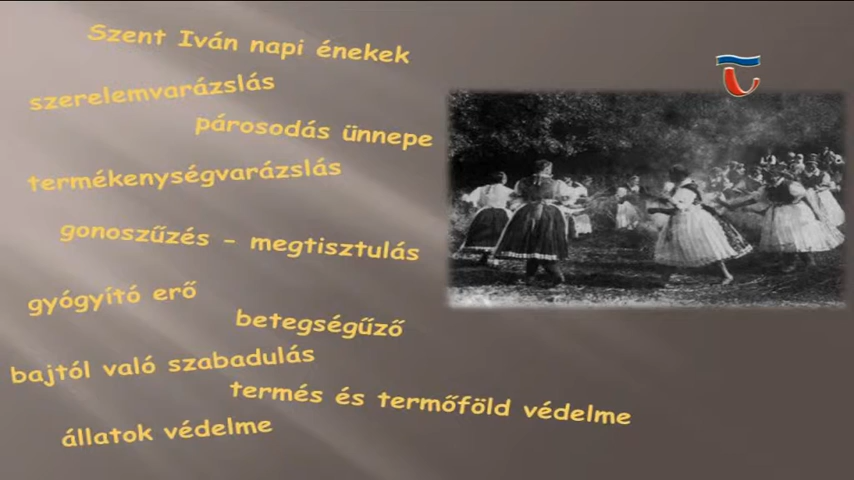 Szent Iván napi énekek
szerelemvarázslás
párosodás ünnepe
termékenységvarázslás
gonoszűzés - megtisztulás
gyógyító erő
betegségűző
bajtól való szabadulás
termés és termőföld védelme
állatok védelme